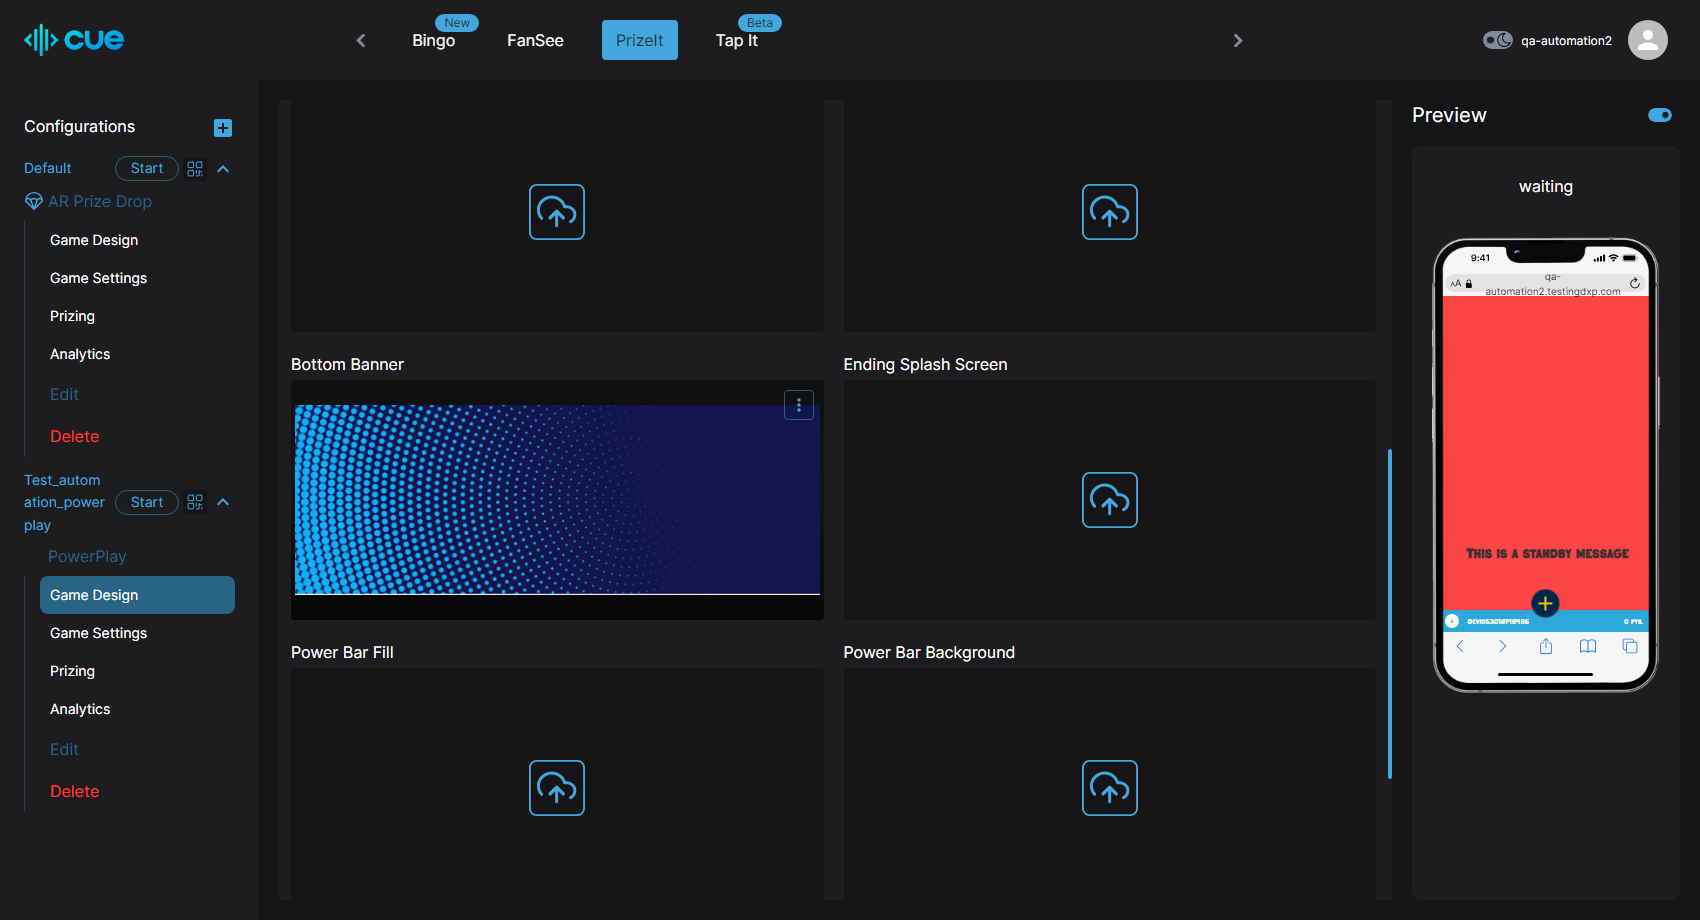 cue
New
Bingo
FanSee
PrizeIt
Beta
Tap It
qa-automation2
Configurations
Default
Start
AR Prize Drop
Game Design
Game Settings
Prizing
Analytics
Edit
Delete
Test_autom
ation_power
play
Start
PowerPlay
Game Design
Game Settings
Prizing
Analytics
Edit
Delete
Bottom Banner
Ending Splash Screen
Power Bar Fill
Power Bar Background
Preview
waiting
9:41
AA
qa-
automation2.testingdxp.com
This is a standby message
0 PTS.